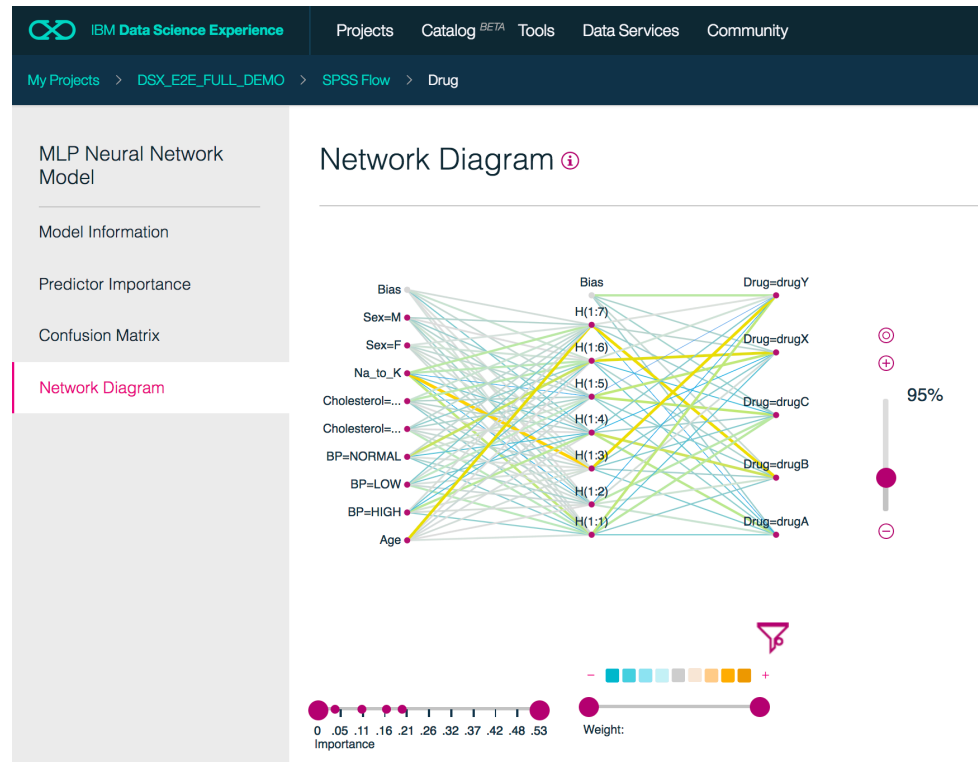 IBM Data Science Experience
Projects Catalog BETA Tools Data Services Community
My Projects > DSX_E2E_FULL_DEMO > SPSS Flow > Drug
MLP Neural Network
Model
Model Information
Predictor Importance
Confusion Matrix
Network Diagram
Network Diagram
Bias
Sex=M
Sex=F
Na_to_K
Cholesterol=...
Cholesterol=...
BP=NORMAL
BP=LOW
BP=HIGH
Age
Bias
H(1:7)
H(1:6)
H(1:5)
H(1:4)
H(1:3)
H(1:2)
H(1:1)
Drug=drugY
Drug=drugX
Drug=drugC
Drug=drugB
Drug=drugA
95%
- +
0 .05 .11 .16 .21 .26 .32 .37 .42 .48 .53
Importance
Weight: